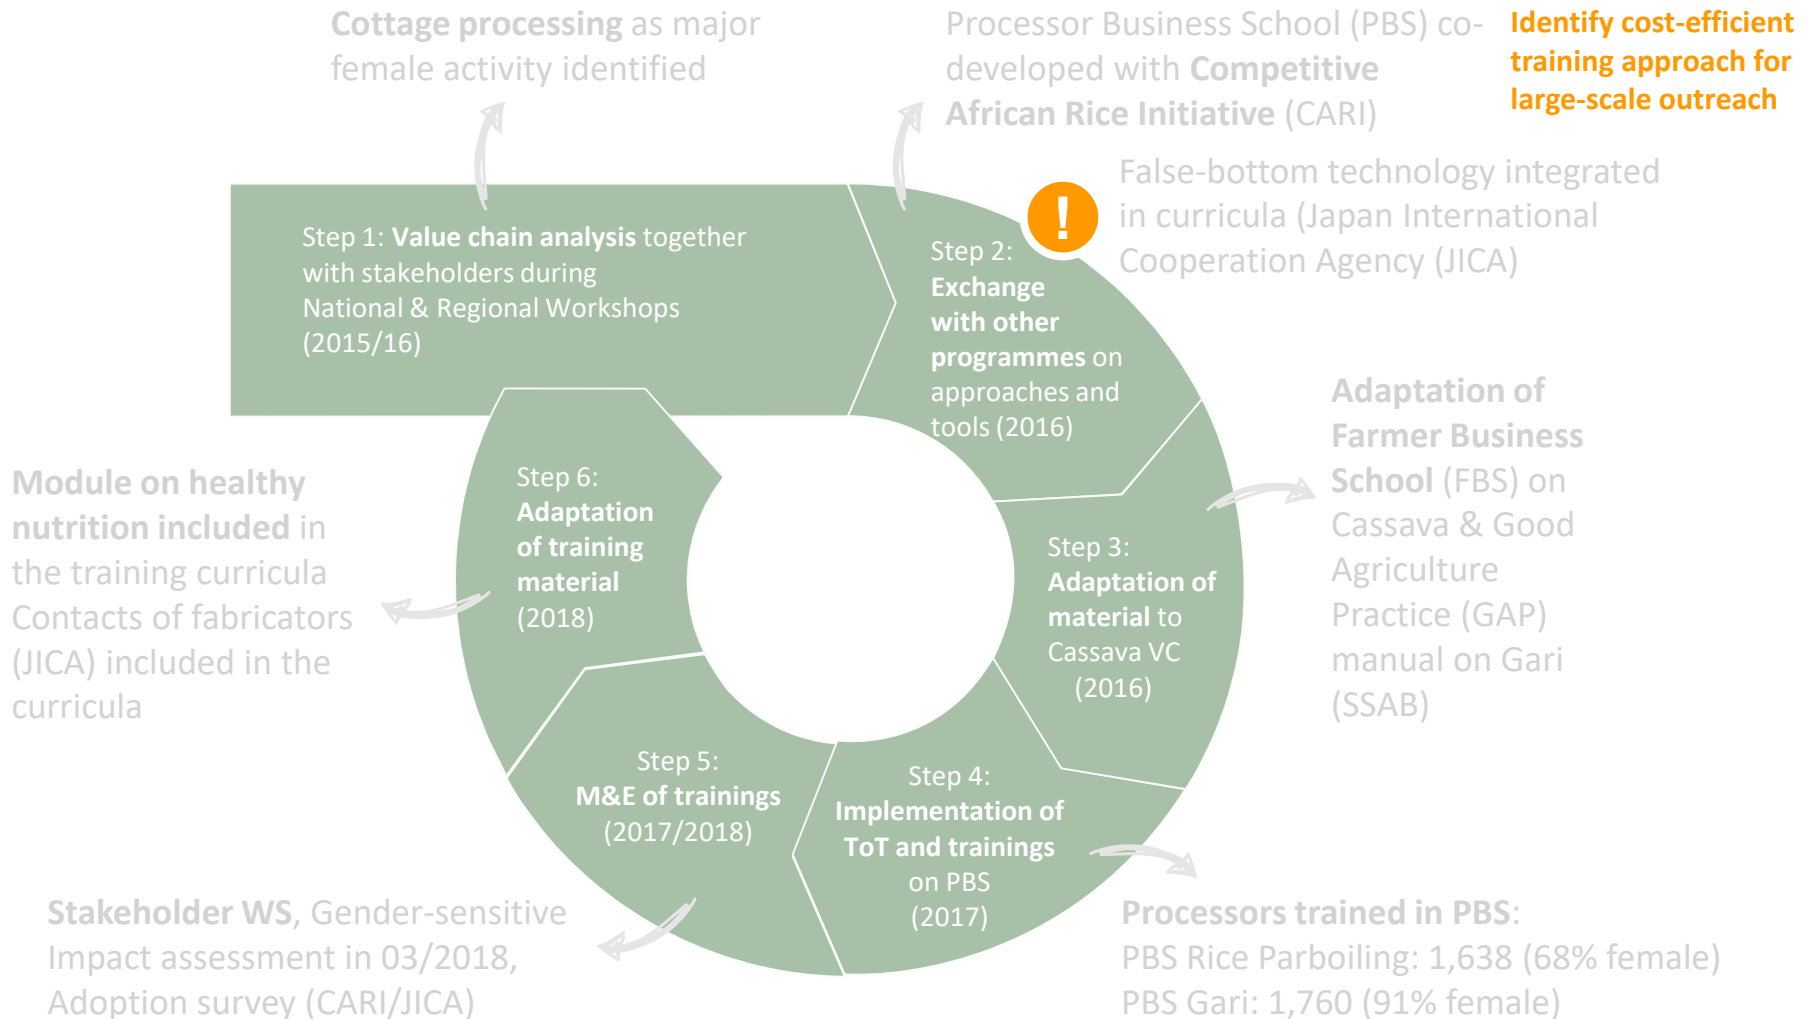 Cottage processing as major
female activity identified
Processor Business School (PBS) co-
developed with Competitive
African Rice Initiative (CARI)
Identify cost-efficient
training approach for
large-scale outreach
False-bottom technology integrated
in curricula (Japan International
Cooperation Agency (JICA)
!
Step 1: Value chain analysis together
with stakeholders during
National & Regional Workshops
(2015/16)
Step 2:
Exchange
with other
programmes on
approaches and
tools (2016)
Adaptation of
Farmer Business
School (FBS) on
Cassava & Good
Agriculture
Practice (GAP)
manual on Gari
(SSAB)
Step 3:
Adaptation of
material to
Cassava VC
(2016)
Step 4:
Implementation of
ToT and trainings
on PBS
(2017)
Processors trained in PBS:
PBS Rice Parboiling: 1,638 (68% female)
PBS Gari: 1,760 (91% female)
Step 5:
M&E of trainings
(2017/2018)
Stakeholder WS, Gender-sensitive
Impact assessment in 03/2018,
Adoption survey (CARI/JICA)
Step 6:
Adaptation
of training
material
(2018)
Module on healthy
nutrition included in
the training curricula
Contacts of fabricators
(JICA) included in the
curricula